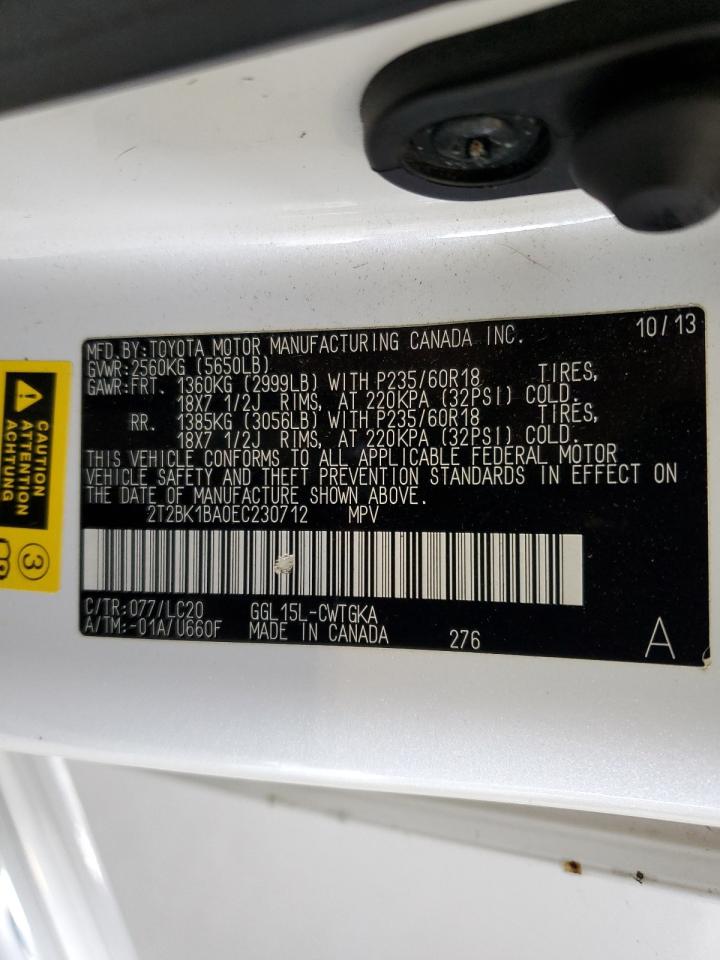 MFD. BY: TOYOTA MOTOR MANUFACTURING CANADA INC. 10/13
GVWR: 2560KG (5650LB)
GAWR: FRT. 1360KG (2999LB) WITH P235/60R18 TIRES,
18X7 1/2J RIMS, AT 220KPA (32PSI) COLD.
RR. 1385KG (3056LB) WITH P235/60R18 TIRES,
18X7 1/2J RIMS, AT 220KPA (32PSI) COLD.
THIS VEHICLE CONFORMS TO ALL APPLICABLE FEDERAL MOTOR
VEHICLE SAFETY AND THEFT PREVENTION STANDARDS IN EFFECT ON
THE DATE OF MANUFACTURE SHOWN ABOVE.
2T2BK1BA0EC230712 MPV
C/TR: 077/LC20 GGL15L-CWTGKA
A/TM: -01A/U660F MADE IN CANADA 276 A
CAUTION
ATTENTION
ACHTUNG
3